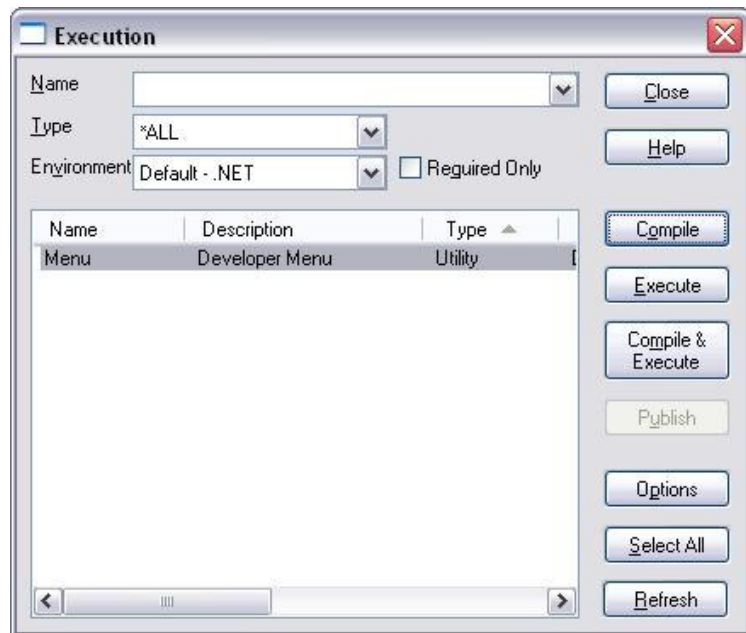 Execution
Name
Close
Type
*ALL
Help
Environment
Default - .NET
Reguired Only
Name Description Type
Compile
Menu Developer Menu Utility
Execute
Compile &
Execute
Publish
Options
Select All
Refresh